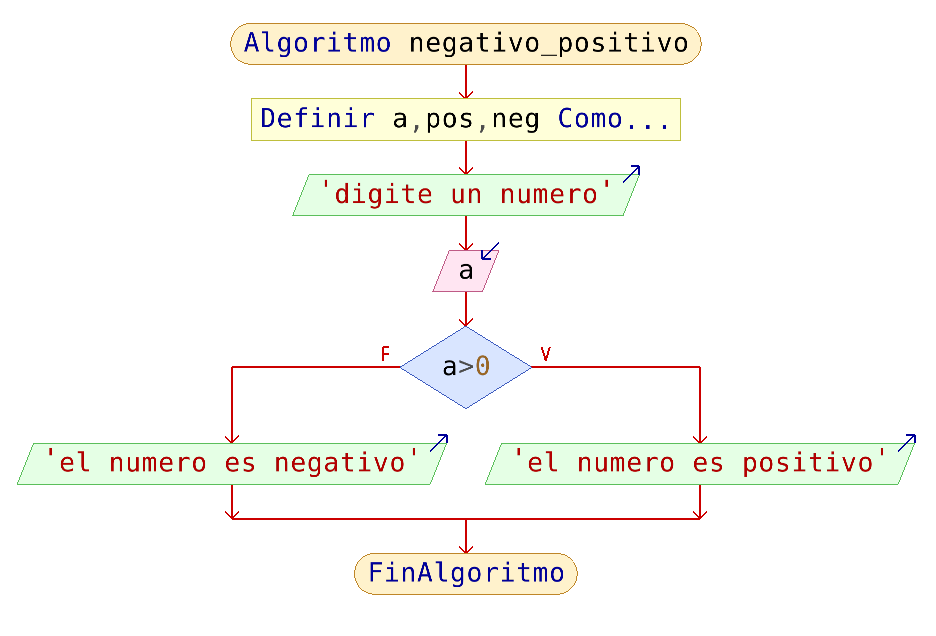 Algoritmo negativo_positivo
Definir a,pos,neg Como...
'digite un numero'
a
a>0
F
V
'el numero es negativo'
'el numero es positivo'
FinAlgoritmo